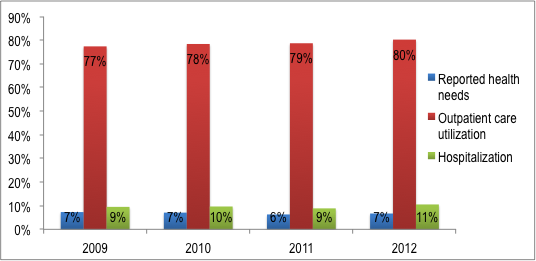 90%
80%
70%
60%
50%
40%
30%
20%
10%
0%
77%
78%
79%
80%
7% 9% 7% 10% 6% 9% 7% 11%
2009 2010 2011 2012
Reported health
needs
Outpatient care
utilization
Hospitalization